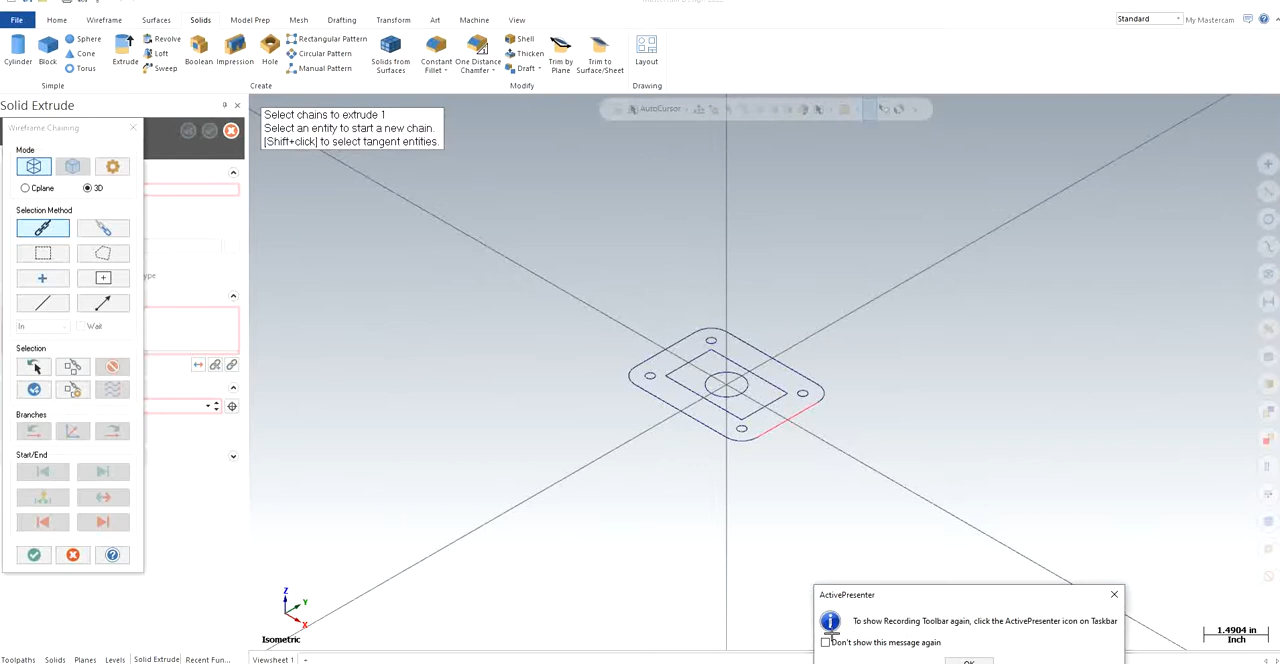 File Home Wireframe Surfaces Solids Model Prep Mesh Drafting Transform Art Machine View Standard My Mastercam
Cylinder Block Sphere Cone Torus Extrude Revolve Loft Sweep Boolean Impression Hole Rectangular Pattern Circular Pattern Manual Pattern Solids from Surfaces Constant Fillet One Distance Chamfer Shell Thicken Draft Trim by Plane Trim to Surface/Sheet Layout
Simple Create Modify Drawing
Solid Extrude
Wireframe Chaining
Mode
Cplane 3D
Selection Method
In Wait
Selection
Branches
Start/End
ype
Select chains to extrude 1
Select an entity to start a new chain.
[Shift+click] to select tangent entities.
AutoCursor
Z
Y
X
Isometric
ActivePresenter
To show Recording Toolbar again, click the ActivePresenter icon on Taskbar
Don't show this message again
OK
1.4904 in
Inch
Toolpaths Solids Planes Levels Solid Extrude Recent Fun... Viewsheet 1